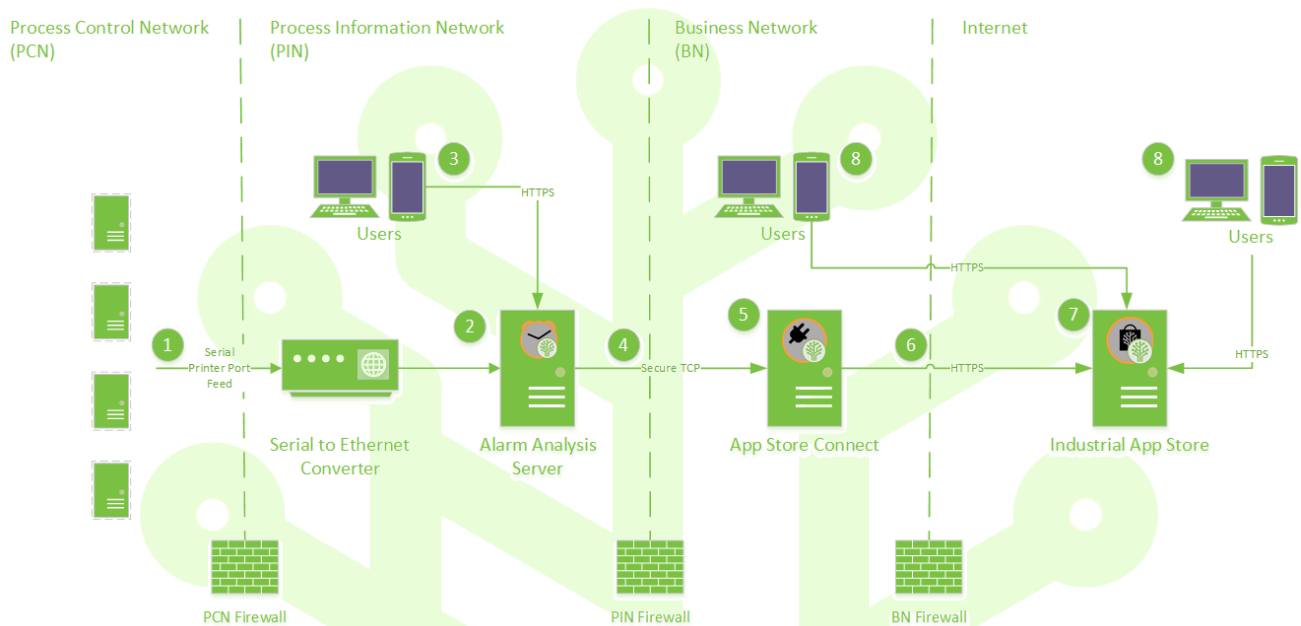 Process Control Network
(PCN)
Process Information Network
(PIN)
Business Network
(BN)
Internet
3
8
8
HTTPS
Users
Users
Users
HTTPS
1
2
4
5
6
7
Serial
Printer Port
Feed
Secure TCP
HTTPS
HTTPS
Serial to Ethernet
Converter
Alarm Analysis
Server
App Store Connect
Industrial App Store
PCN Firewall
PIN Firewall
BN Firewall